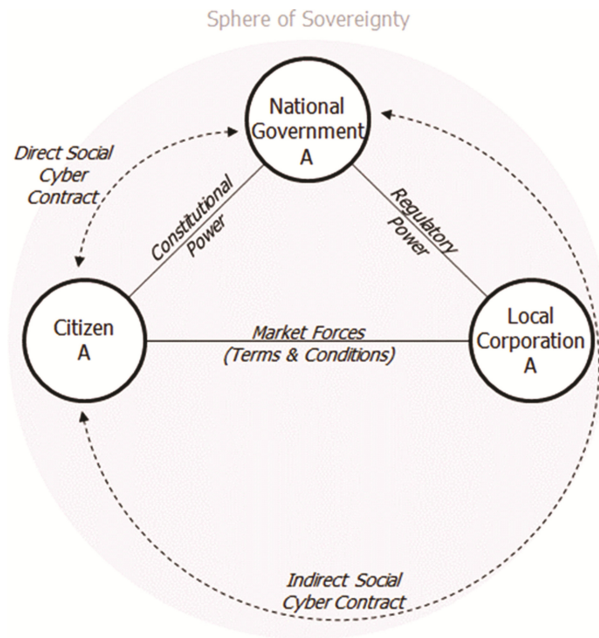 Sphere of Sovereignty
National
Government
A
Direct Social
Cyber
Contract
Constitutional
Power
Regulatory
Power
Citizen
A
Market Forces
(Terms & Conditions)
Local
Corporation
A
Indirect Social
Cyber Contract